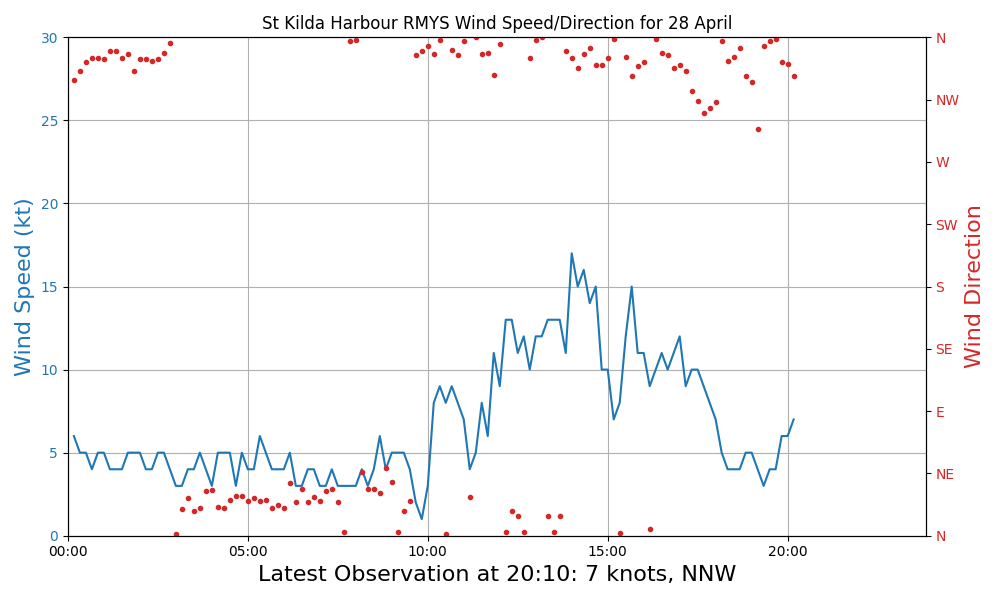 St Kilda Harbour RMYS Wind Speed/Direction for 28 April
30
25
20
15
10
5
0
Wind Speed (kt)
N
NW
W
SW
S
SE
E
NE
N
Wind Direction
00:00 05:00 10:00 15:00 20:00
Latest Observation at 20:10: 7 knots, NNW